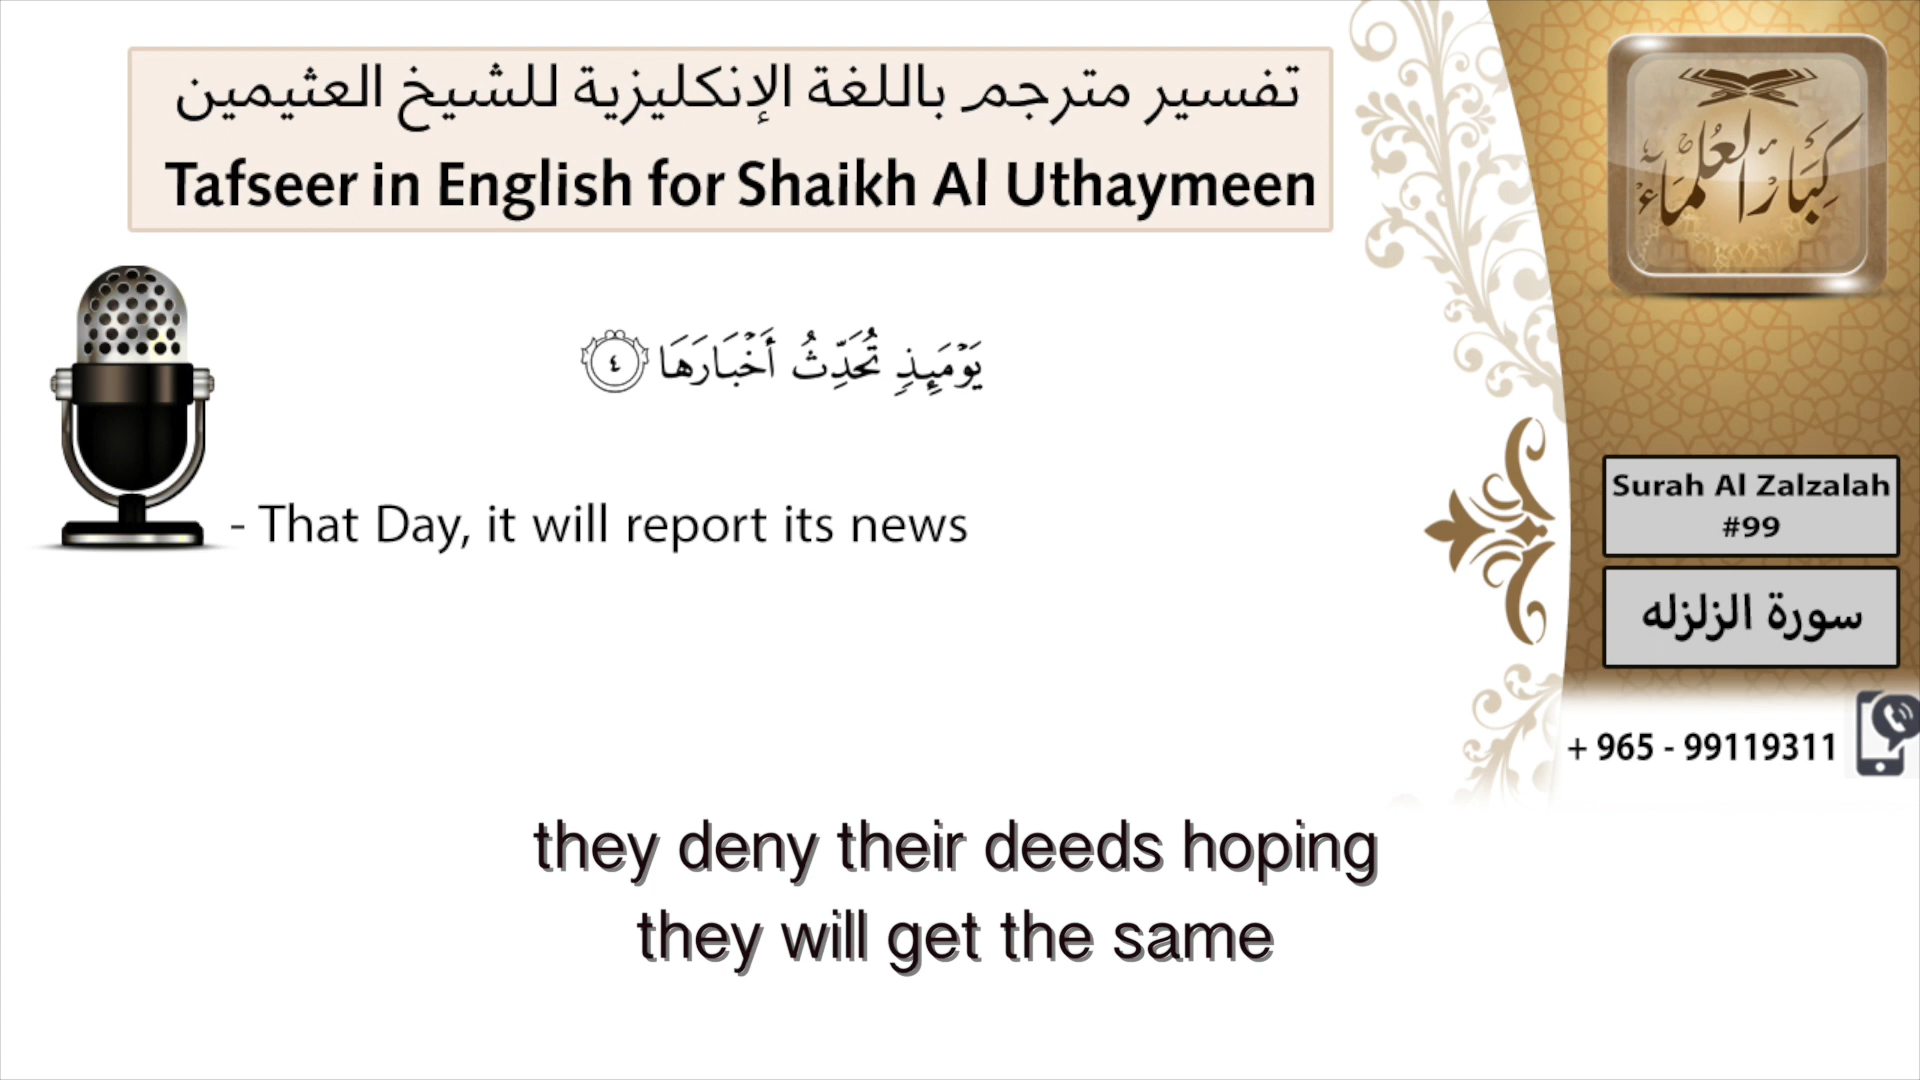 تفسير مترجم باللغة الإنكليزية للشيخ العثيمين
Tafseer in English for Shaikh Al Uthaymeen
كِبَارُ العُلَمَاء
يَوْمَئِذٍ تُحَدِّثُ أَخْبَارَهَا ٤
- That Day, it will report its news
Surah Al Zalzalah
#99
سورة الزلزله
+ 965 - 99119311
they deny their deeds hoping
they will get the same